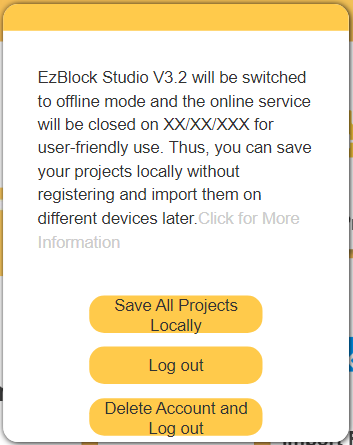 EzBlock Studio V3.2 will be switched
to offline mode and the online service
will be closed on XX/XX/XXX for
user-friendly use. Thus, you can save
your projects locally without
registering and import them on
different devices later.Click for More
Information
Save All Projects
Locally
Log out
Delete Account and
Log out